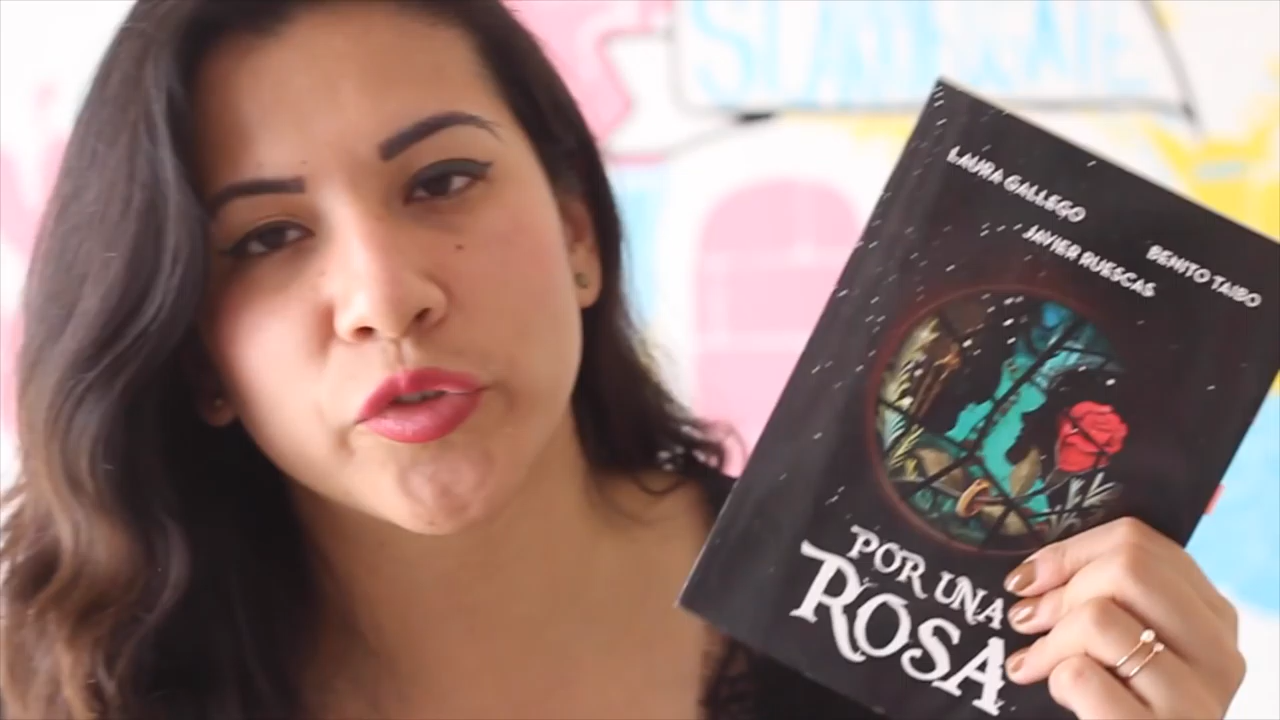 LAURA GALLEGO
JAVIER RUESCAS
BENITO TAIBO
POR UNA
ROSA